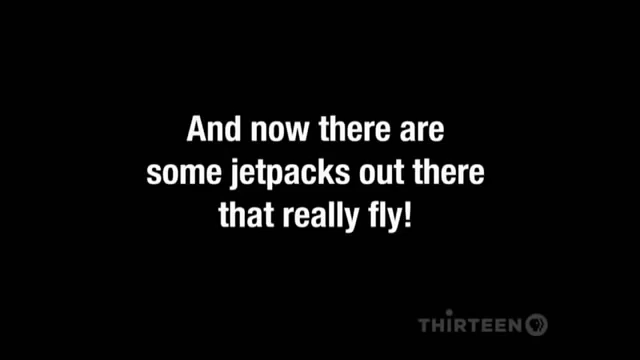 And now there are
some jetpacks out there
that really fly!
THIRTEEN